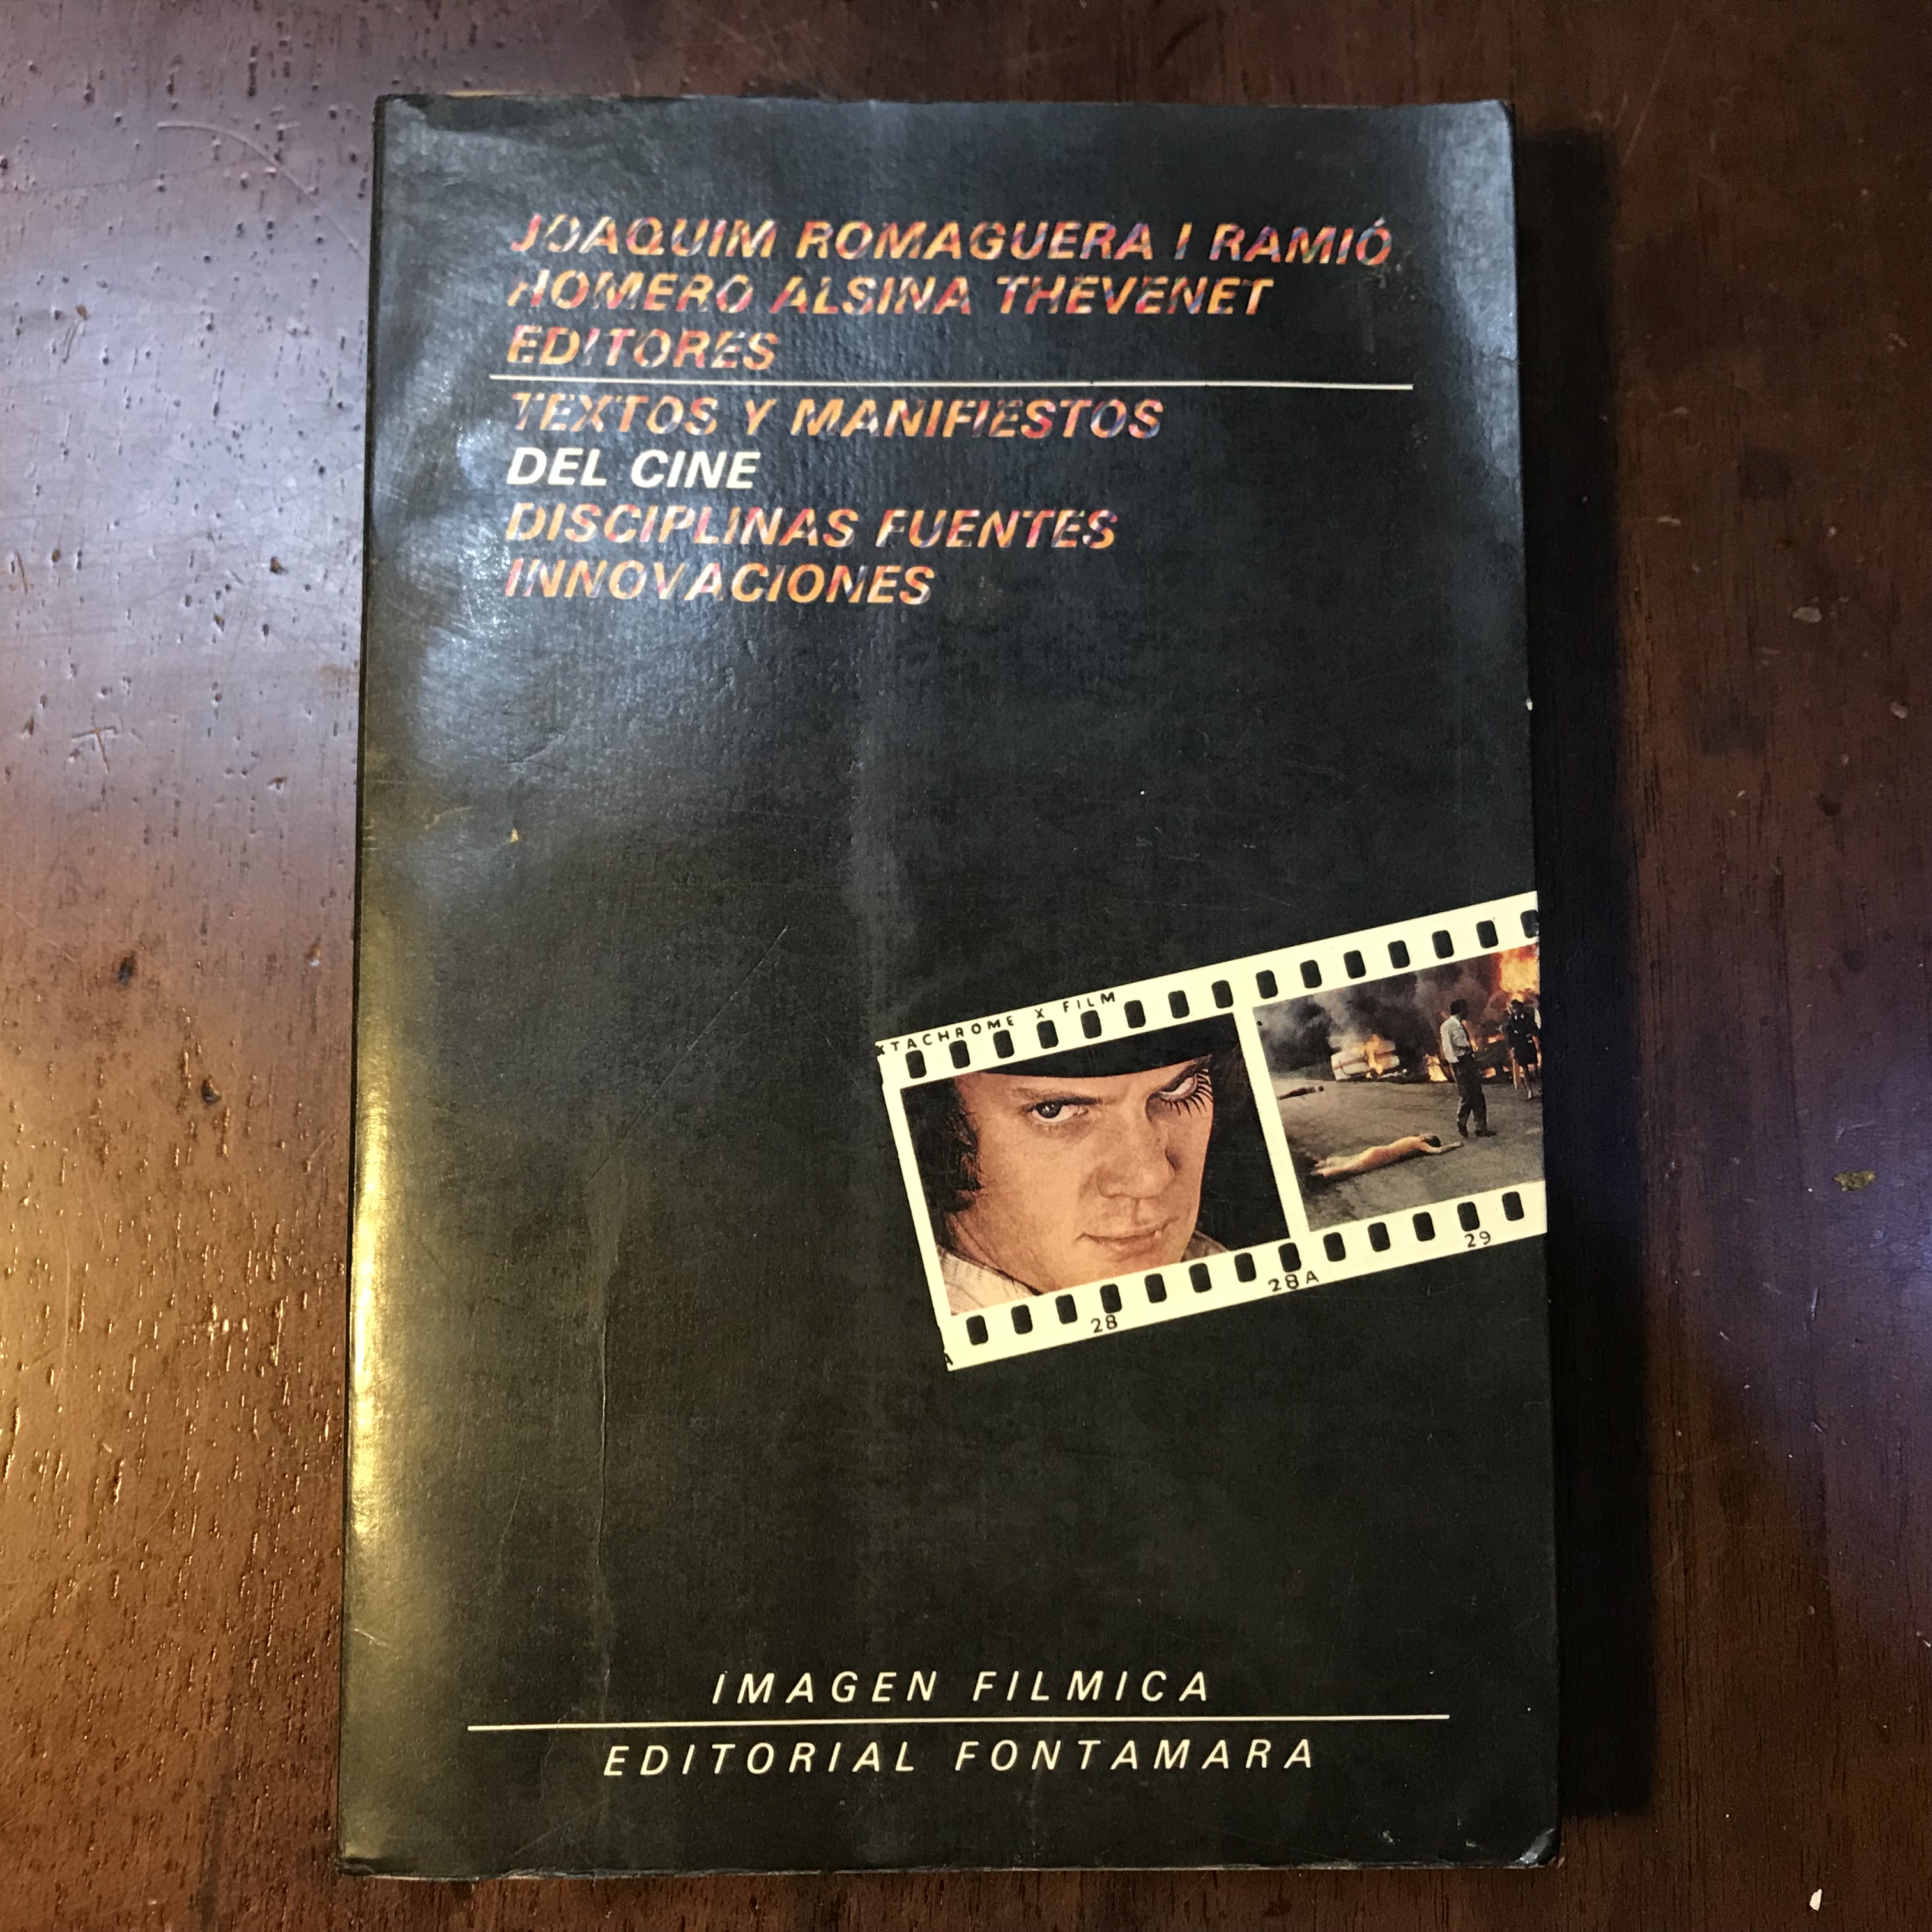 JOAQUIM ROMAGUERA I RAMIÓ
HOMERO ALSINA THEVENET
EDITORES
TEXTOS Y MANIFIESTOS
DEL CINE
DISCIPLINAS FUENTES
INNOVACIONES
KTACHROME X FILM
28
28A
29
IMAGEN FILMICA
EDITORIAL FONTAMARA